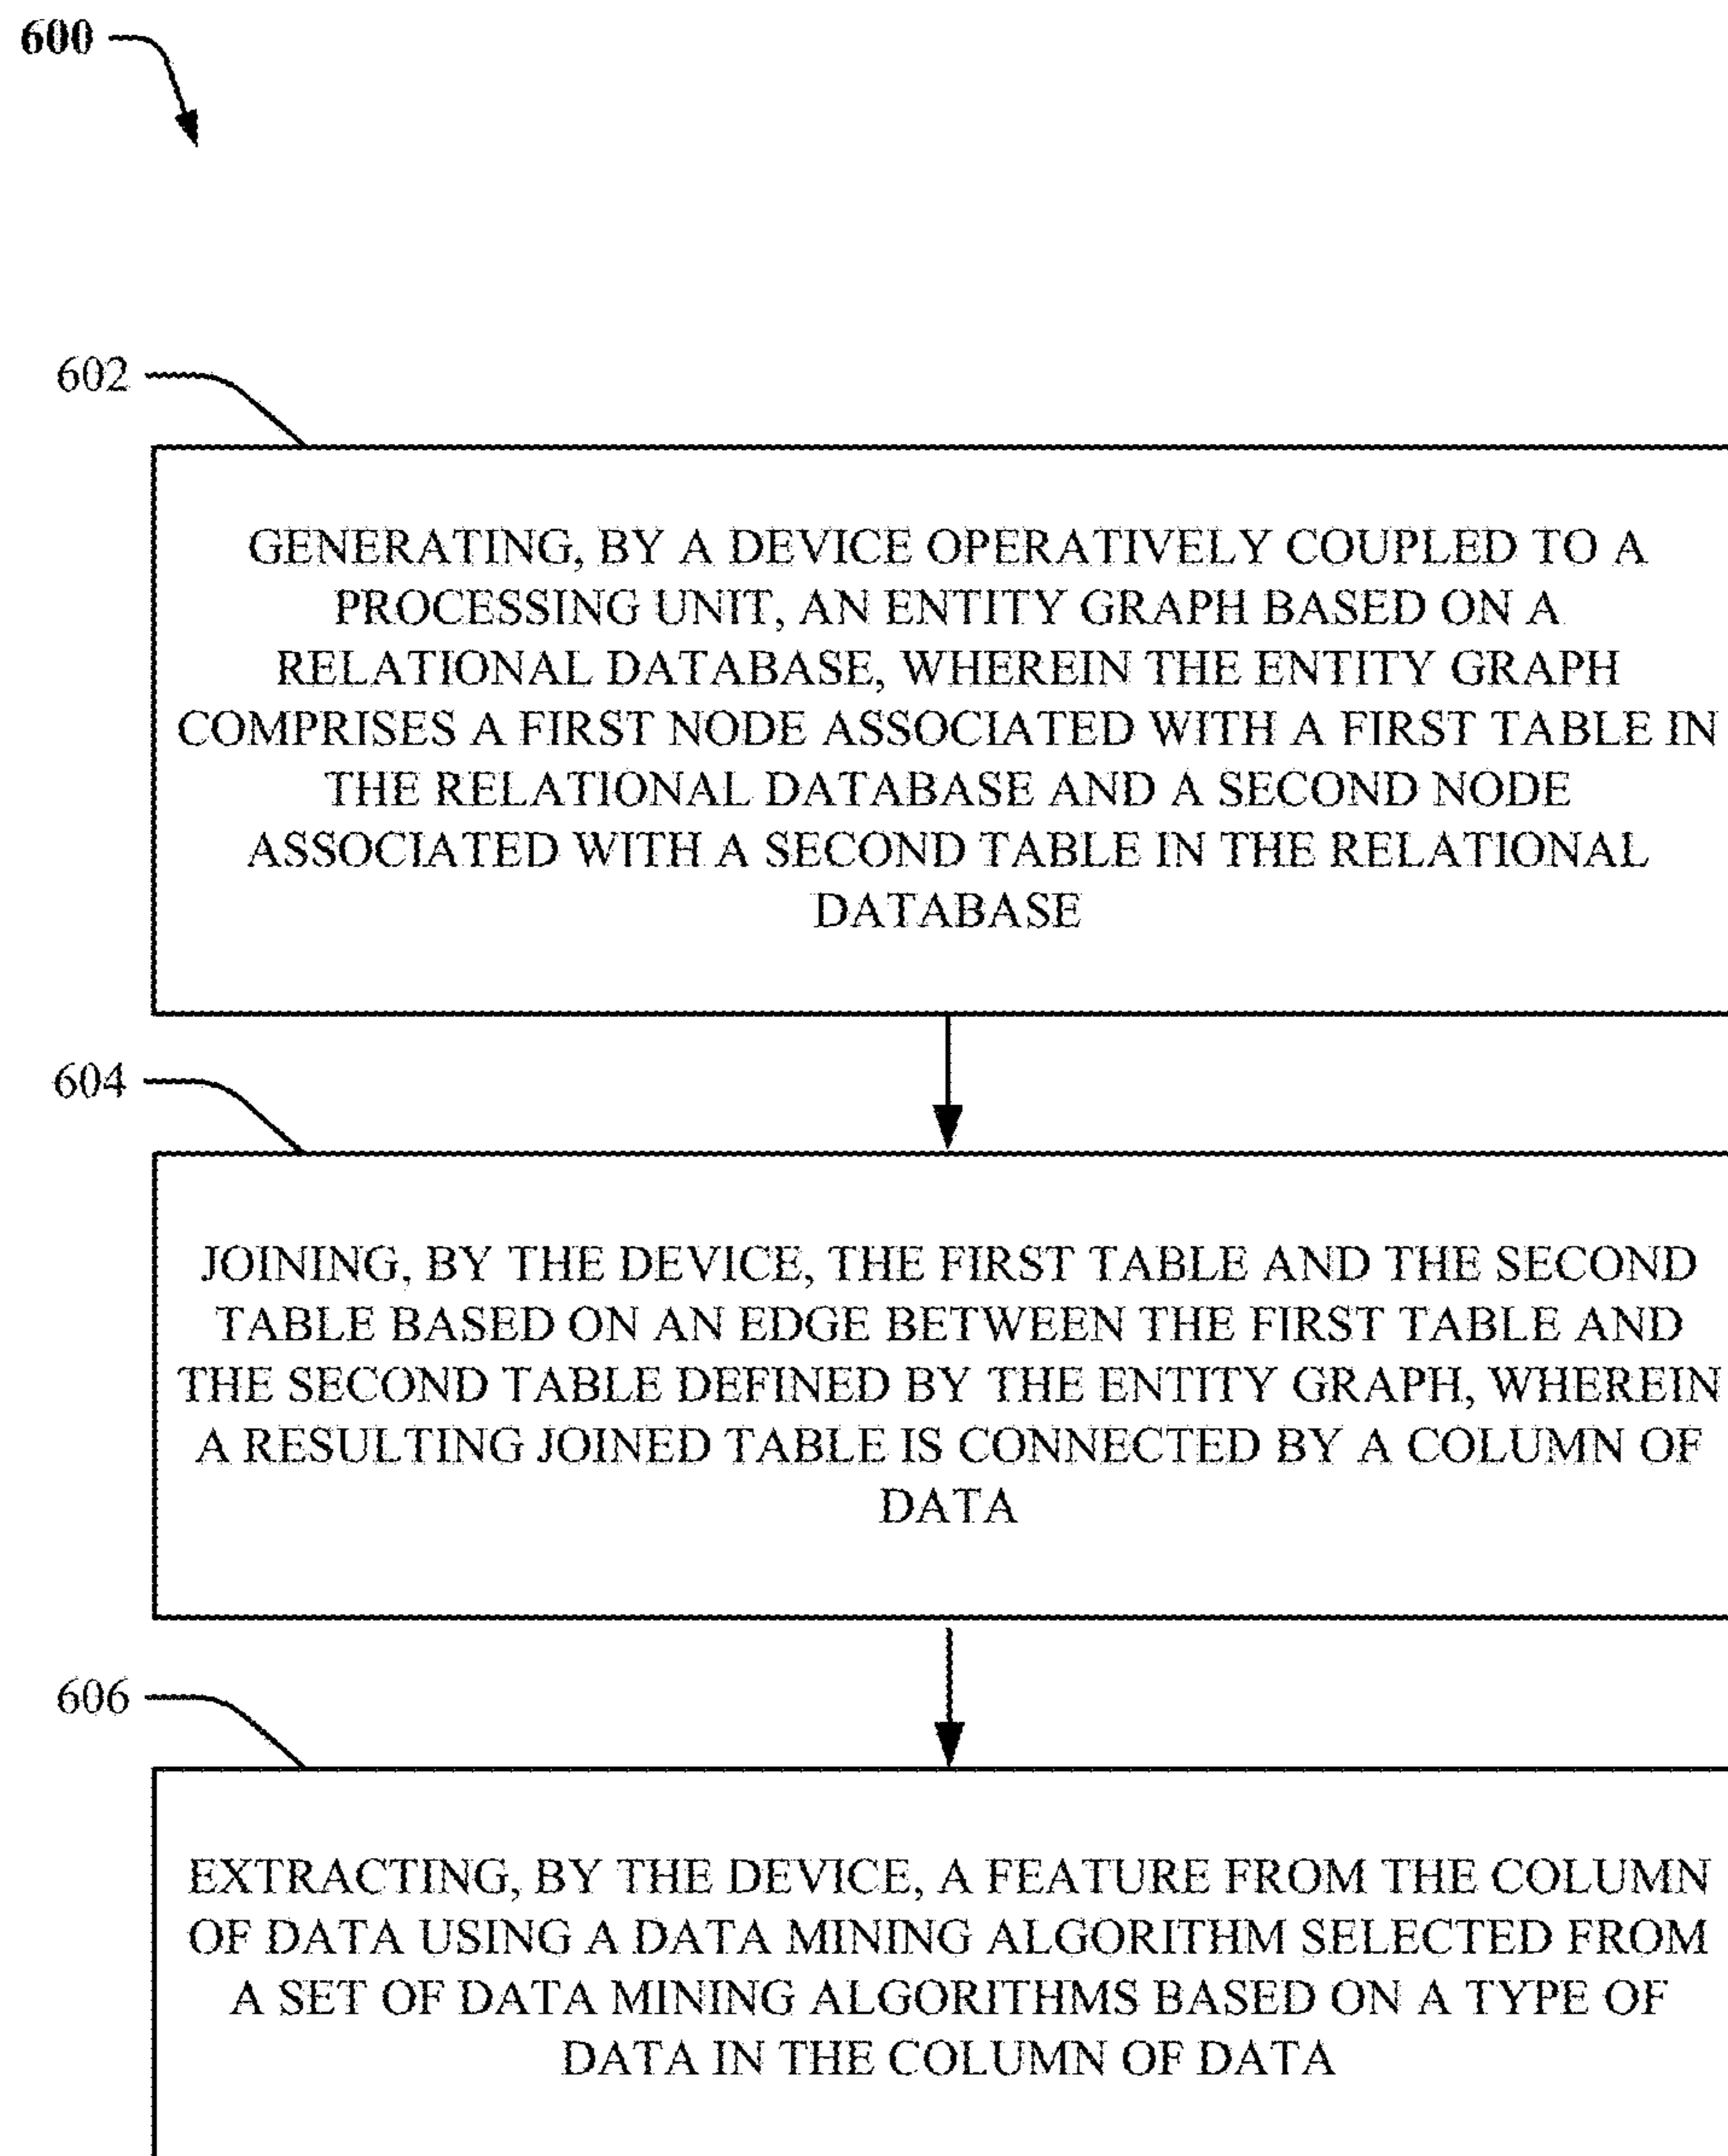 600
602
GENERATING, BY A DEVICE OPERATIVELY COUPLED TO A
PROCESSING UNIT, AN ENTITY GRAPH BASED ON A
RELATIONAL DATABASE, WHEREIN THE ENTITY GRAPH
COMPRISES A FIRST NODE ASSOCIATED WITH A FIRST TABLE IN
THE RELATIONAL DATABASE AND A SECOND NODE
ASSOCIATED WITH A SECOND TABLE IN THE RELATIONAL
DATABASE
604
JOINING, BY THE DEVICE, THE FIRST TABLE AND THE SECOND
TABLE BASED ON AN EDGE BETWEEN THE FIRST TABLE AND
THE SECOND TABLE DEFINED BY THE ENTITY GRAPH, WHEREIN
A RESULTING JOINED TABLE IS CONNECTED BY A COLUMN OF
DATA
606
EXTRACTING, BY THE DEVICE, A FEATURE FROM THE COLUMN
OF DATA USING A DATA MINING ALGORITHM SELECTED FROM
A SET OF DATA MINING ALGORITHMS BASED ON A TYPE OF
DATA IN THE COLUMN OF DATA